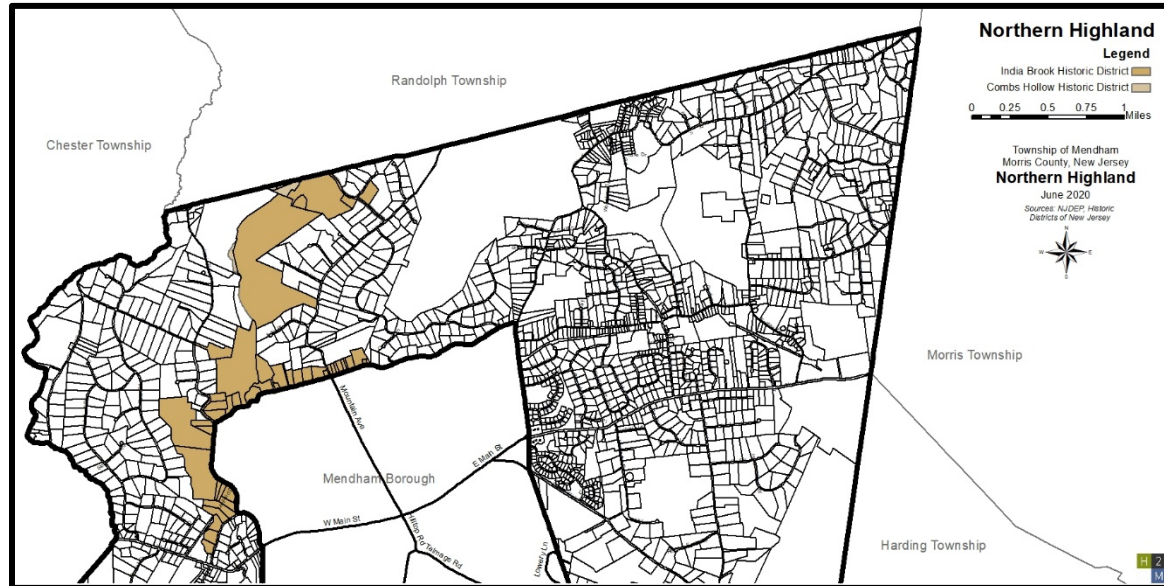 Northern Highland
Legend
India Brook Historic District
Combs Hollow Historic District
0 0.25 0.5 0.75 1
Miles
Township of Mendham
Morris County, New Jersey
Northern Highland
June 2020
Sources: NJDEP, Historic
Districts of New Jersey
N
W E
S
Randolph Township
Chester Township
Morris Township
Mountain Ave
E Main St
Mendham Borough
W Main St
Hilltop Rd
Talmage Rd
Lowery Ln
Harding Township
H 2
M